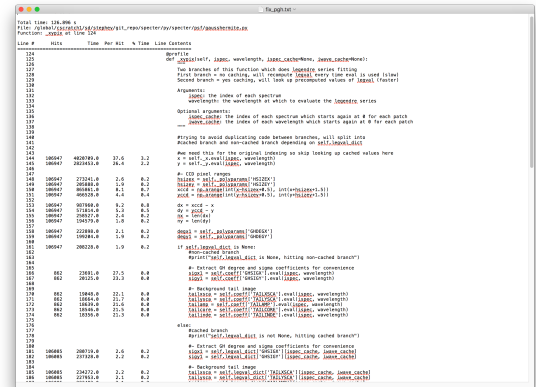 fix_pgh.txt
Total time: 126.896 s
File: /global/cscratch1/sd/stephey/git_repo/specter/py/specter/psf/gausshermite.py
Function: _xypix at line 124
Line # Hits Time Per Hit % Time Line Contents
124 @profile
125 def _xypix(self, ispec, wavelength, ispec_cache=None, iwave_cache=None):
126 """
127 Two branches of this function which does legendre series fitting
128 First branch = no caching, will recompute legval every time eval is used (slow)
129 Second branch = yes caching, will look up precomputed values of legval (faster)
130
131 Arguments:
132 ispec: the index of each spectrum
133 wavelength: the wavelength at which to evaluate the legendre series
134
135 Optional arguments:
136 ispec_cache: the index of each spectrum which starts again at 0 for each patch
137 iwave_cache: the index of each wavelength which starts again at 0 for each patch
138 """
139
140 #trying to avoid duplicating code between branches, will split into
141 #cached branch and non-cached branch depending on self.legval_dict
142
143 #we need this for the original indexing so skip looking up cached values here
144 106947 4020703.0 37.6 3.2 x = self._x.eval(ispec, wavelength)
145 106947 2823453.0 26.4 2.2 y = self._y.eval(ispec, wavelength)
146
147 #- CCD pixel ranges
148 106947 273241.0 2.6 0.2 hsizex = self._polyparams['HSIZEX']
149 106947 205888.0 1.9 0.2 hsizey = self._polyparams['HSIZEY']
150 106947 865061.0 8.1 0.7 xccd = np.arange(int(x-hsizex+0.5), int(x+hsizex+1.5))
151 106947 466528.0 4.4 0.4 yccd = np.arange(int(y-hsizey+0.5), int(y+hsizey+1.5))
152
153 106947 987980.0 9.2 0.8 dx = xccd - x
154 106947 571814.0 5.3 0.5 dy = yccd - y
155 106947 258527.0 2.4 0.2 nx = len(dx)
156 106947 194579.0 1.8 0.2 ny = len(dy)
157
158 106947 222898.0 2.1 0.2 degx1 = self._polyparams['GHDEGX']
159 106947 199204.0 1.9 0.2 degy1 = self._polyparams['GHDEGY']
160
161 106947 208228.0 1.9 0.2 if self.legval_dict is None:
162 #non-cached branch
163 #print("self.legval_dict is None, hitting non-cached branch")
164
165 #- Extract GH degree and sigma coefficients for convenience
166 862 23691.0 27.5 0.0 sigx1 = self.coeff['GHSIGX'].eval(ispec, wavelength)
167 862 20125.0 23.3 0.0 sigy1 = self.coeff['GHSIGY'].eval(ispec, wavelength)
168
169 #- Background tail image
170 862 19048.0 22.1 0.0 tailxsca = self.coeff['TAILXSCA'].eval(ispec, wavelength)
171 862 18664.0 21.7 0.0 tailysca = self.coeff['TAILYSCA'].eval(ispec, wavelength)
172 862 18639.0 21.6 0.0 tailamp = self.coeff['TAILAMP'].eval(ispec, wavelength)
173 862 18546.0 21.5 0.0 tailcore = self.coeff['TAILCORE'].eval(ispec, wavelength)
174 862 18356.0 21.3 0.0 tailinde = self.coeff['TAILINDE'].eval(ispec, wavelength)
175
176 else:
177 #cached branch
178 #print("self.legval_dict is not None, hitting cached branch")
179
180 #- Extract GH degree and sigma coefficients for convenience
181 106085 280719.0 2.6 0.2 sigx1 = self.legval_dict['GHSIGX'][ispec_cache, iwave_cache]
182 106085 237328.0 2.2 0.2 sigy1 = self.legval_dict['GHSIGY'][ispec_cache, iwave_cache]
183
184 #- Background tail image
185 106085 234272.0 2.2 0.2 tailxsca = self.legval_dict['TAILXSCA'][ispec_cache, iwave_cache]
186 106085 227953.0 2.1 0.2 tailysca = self.legval_dict['TAILYSCA'][ispec_cache, iwave_cache]